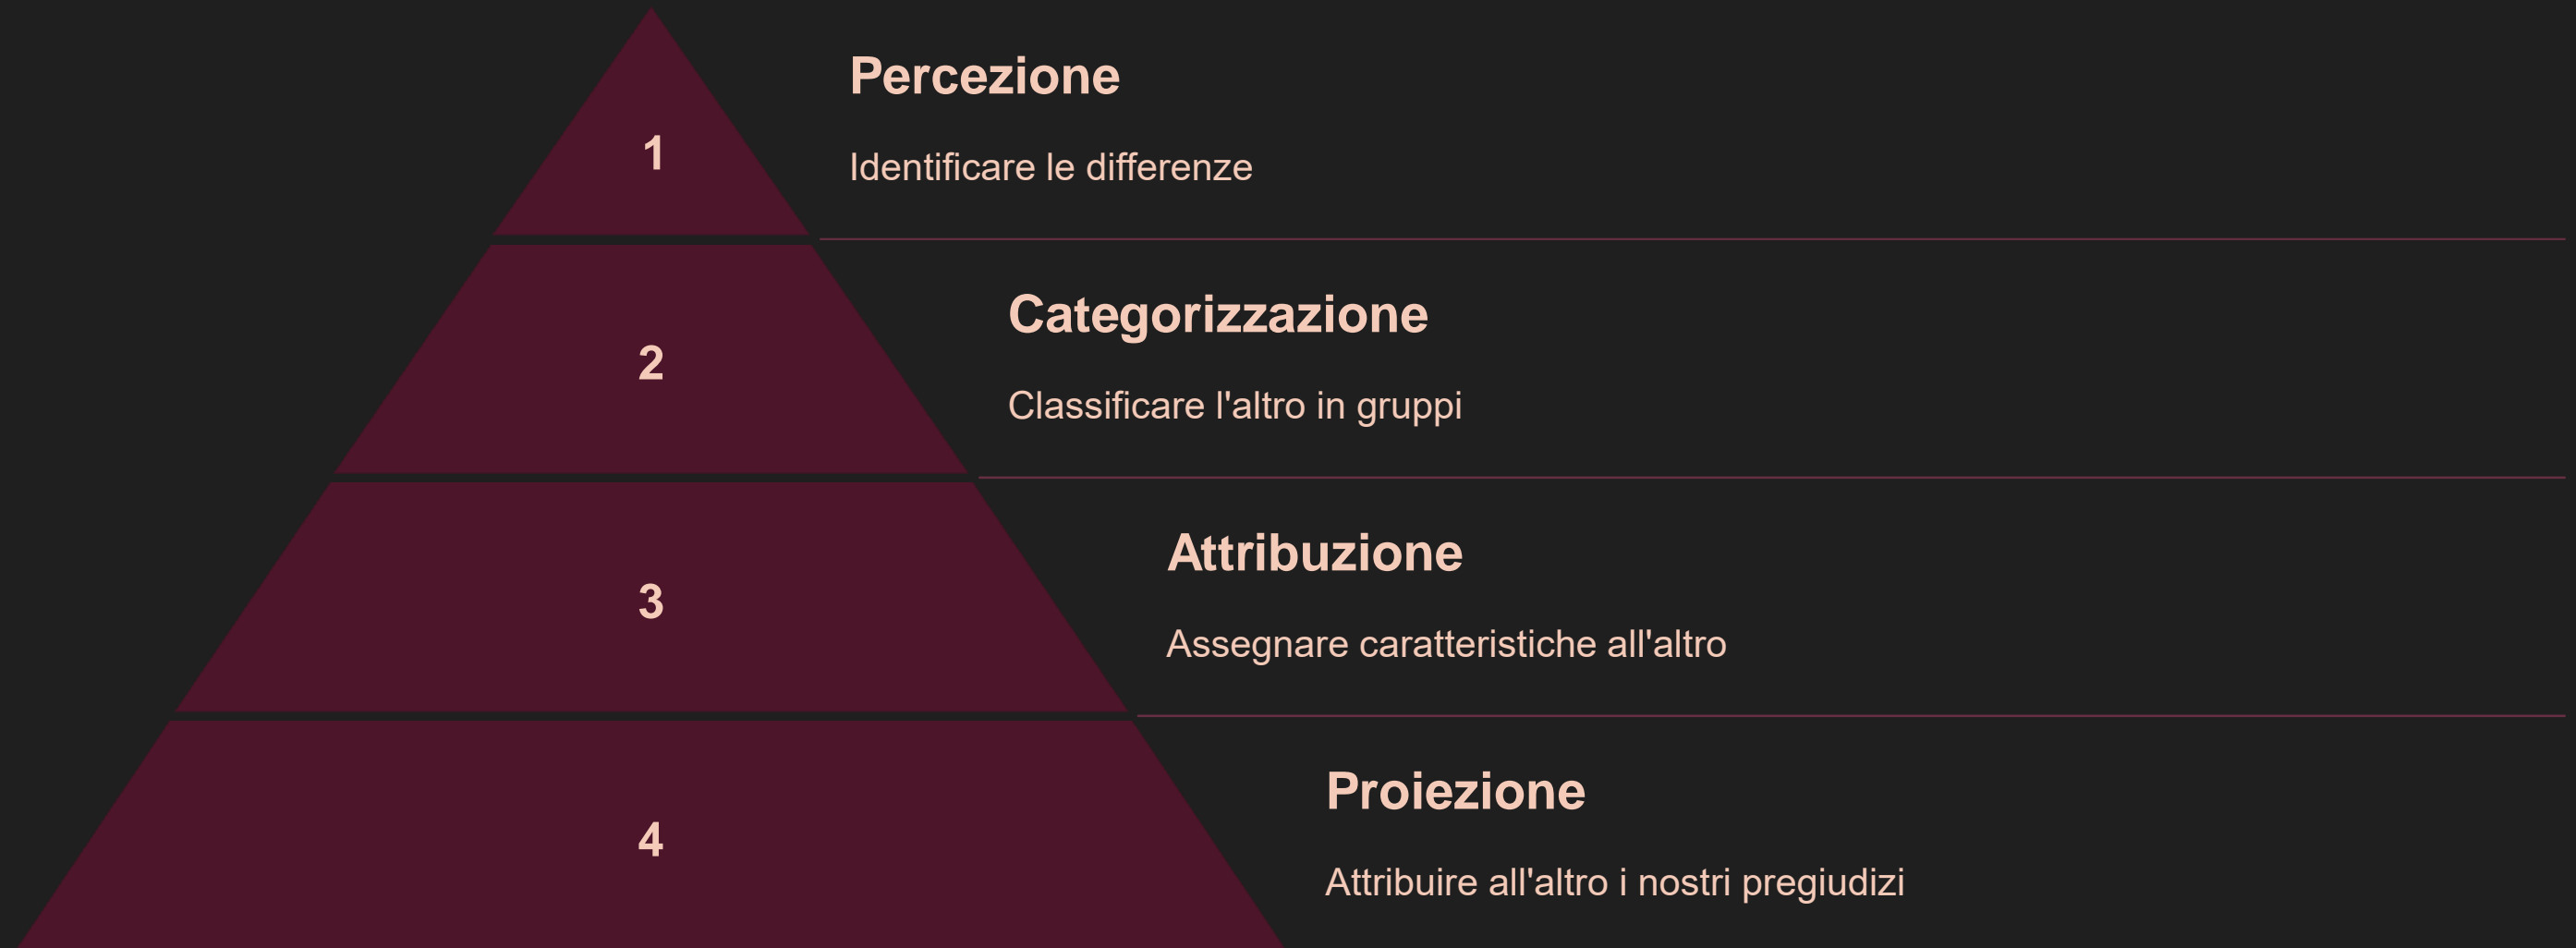 1
Percezione
Identificare le differenze
2
Categorizzazione
Classificare l'altro in gruppi
3
Attribuzione
Assegnare caratteristiche all'altro
4
Proiezione
Attribuire all'altro i nostri pregiudizi